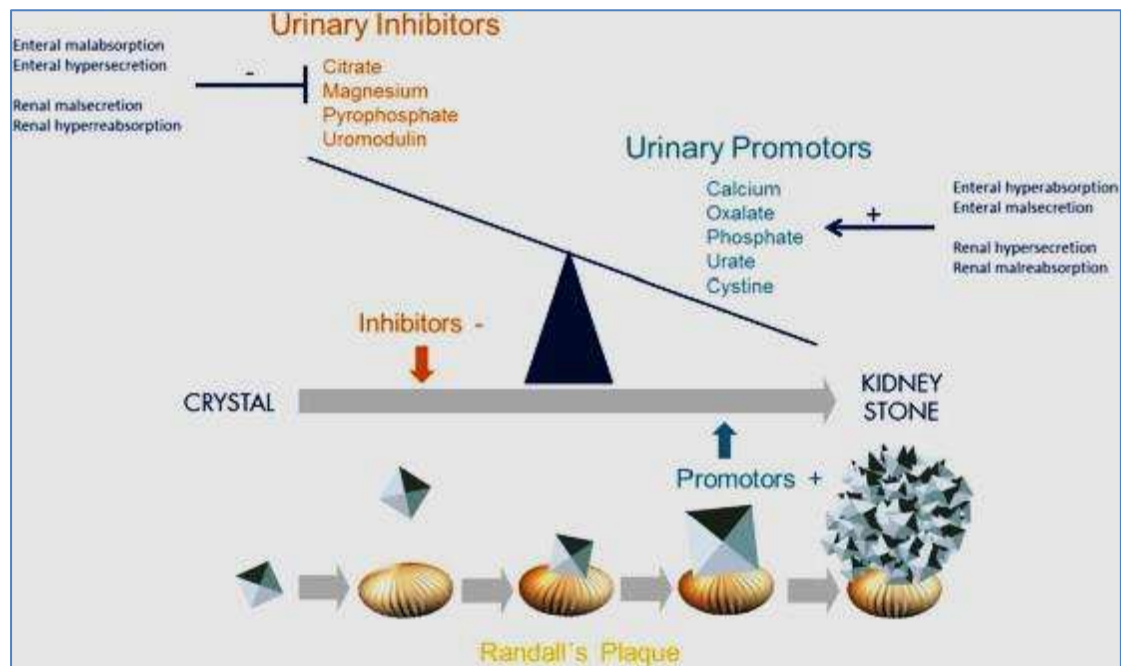 Urinary Inhibitors
Enteral malabsorption
Enteral hypersecretion
Renal malsecretion
Renal hyperreabsorption
-
Citrate
Magnesium
Pyrophosphate
Uromodulin
Urinary Promotors
Calcium
Oxalate
Phosphate
Urate
Cystine
+
Enteral hyperabsorption
Enteral malsecretion
Renal hypersecretion
Renal malreabsorption
Inhibitors -
CRYSTAL
KIDNEY
STONE
Promotors +
Randall´s Plaque